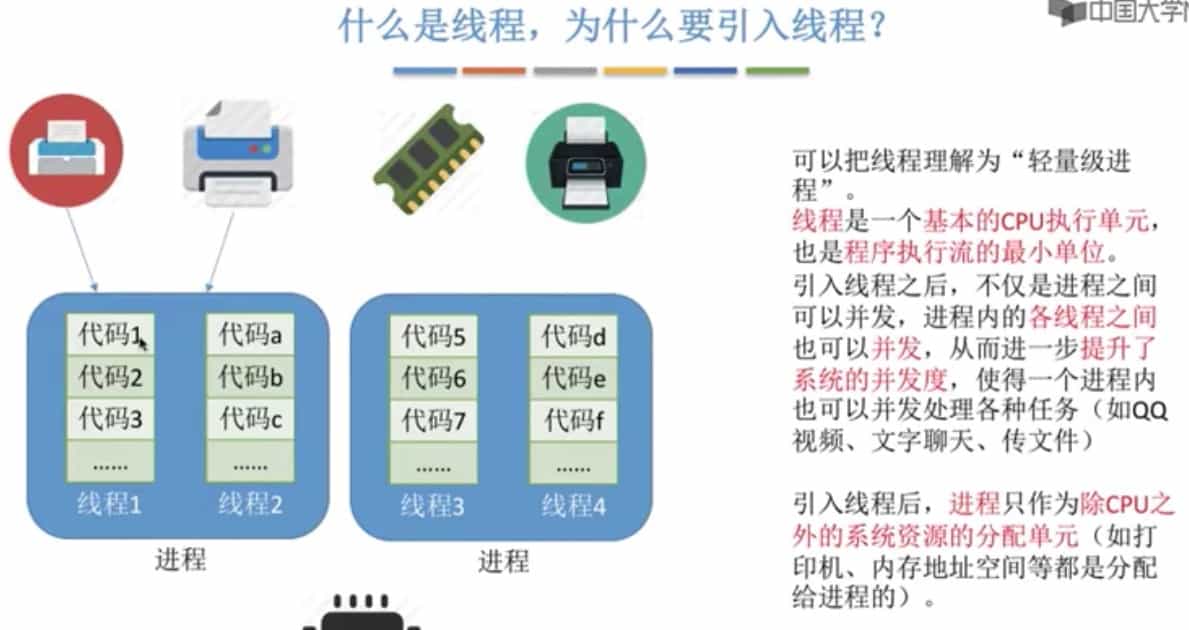 什么是线程，为什么要引入线程？
中国大学
可以把线程理解为“轻量级进
程”。
线程是一个基本的CPU执行单元，
也是程序执行流的最小单位。
引入线程之后，不仅是进程之间
可以并发，进程内的各线程之间
也可以并发，从而进一步提升了
系统的并发度，使得一个进程内
也可以并发处理各种任务（如QQ
视频、文字聊天、传文件）
引入线程后，进程只作为除CPU之
外的系统资源的分配单元（如打
印机、内存地址空间等都是分配
给进程的）。
代码1
代码2
代码3
......
线程1
代码a
代码b
代码c
......
线程2
进程
代码5
代码6
代码7
......
线程3
代码d
代码e
代码f
......
线程4
进程